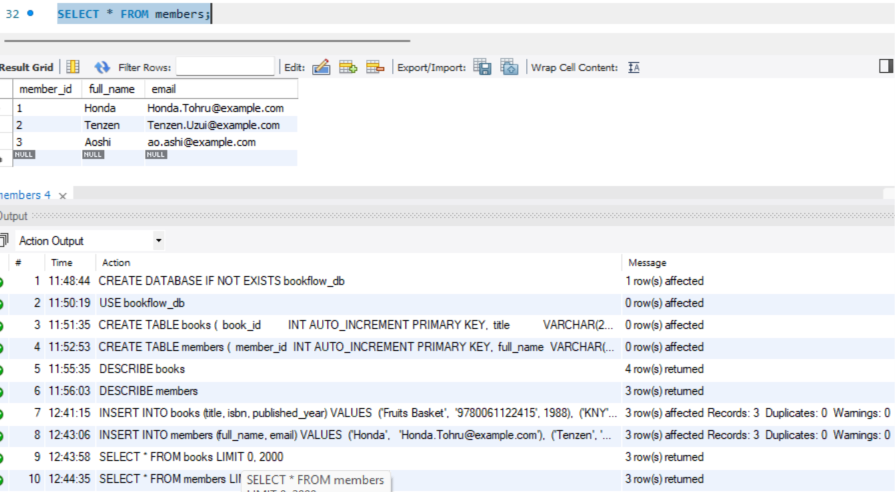 32 SELECT * FROM members;
Result Grid Filter Rows: Edit: Export/Import: Wrap Cell Content:
member_id full_name email
1 Honda Honda.Tohru@example.com
2 Tenzen Tenzen.Uzui@example.com
3 Aoshi ao.ashi@example.com
NULL NULL NULL
members 4
Output
Action Output
# Time Action Message
1 11:48:44 CREATE DATABASE IF NOT EXISTS bookflow_db 1 row(s) affected
2 11:50:19 USE bookflow_db 0 row(s) affected
3 11:51:35 CREATE TABLE books ( book_id INT AUTO_INCREMENT PRIMARY KEY, title VARCHAR(2... 0 row(s) affected
4 11:52:53 CREATE TABLE members ( member_id INT AUTO_INCREMENT PRIMARY KEY, full_name VARCHAR(... 0 row(s) affected
5 11:55:35 DESCRIBE books 4 row(s) returned
6 11:56:03 DESCRIBE members 3 row(s) returned
7 12:41:15 INSERT INTO books (title, isbn, published_year) VALUES ('Fruits Basket', '9780061122415', 1988), ('KNY'... 3 row(s) affected Records: 3 Duplicates: 0 Warnings: 0
8 12:43:06 INSERT INTO members (full_name, email) VALUES ('Honda', 'Honda.Tohru@example.com'), ('Tenzen', '... 3 row(s) affected Records: 3 Duplicates: 0 Warnings: 0
9 12:43:58 SELECT * FROM books LIMIT 0, 2000 3 row(s) returned
10 12:44:35 SELECT * FROM members LI SELECT * FROM members 3 row(s) returned